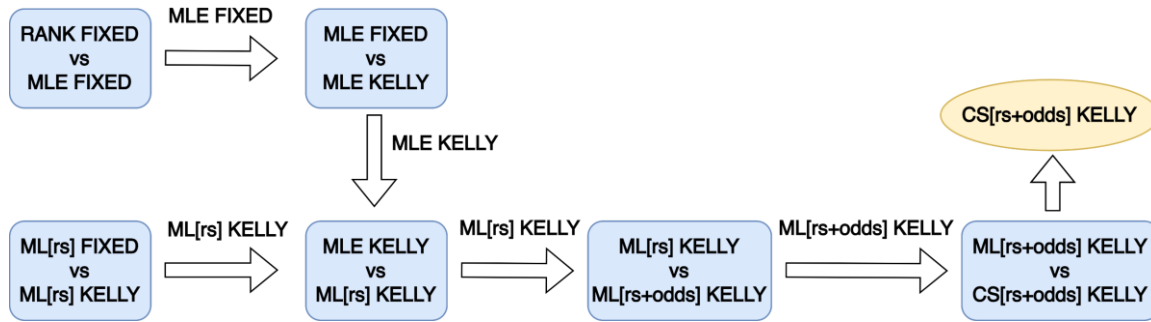 RANK FIXED
vs
MLE FIXED
MLE FIXED
MLE FIXED
vs
MLE KELLY
MLE KELLY
ML[rs] FIXED
vs
ML[rs] KELLY
ML[rs] KELLY
MLE KELLY
vs
ML[rs] KELLY
ML[rs] KELLY
ML[rs] KELLY
vs
ML[rs+odds] KELLY
ML[rs+odds] KELLY
ML[rs+odds] KELLY
vs
CS[rs+odds] KELLY
CS[rs+odds] KELLY